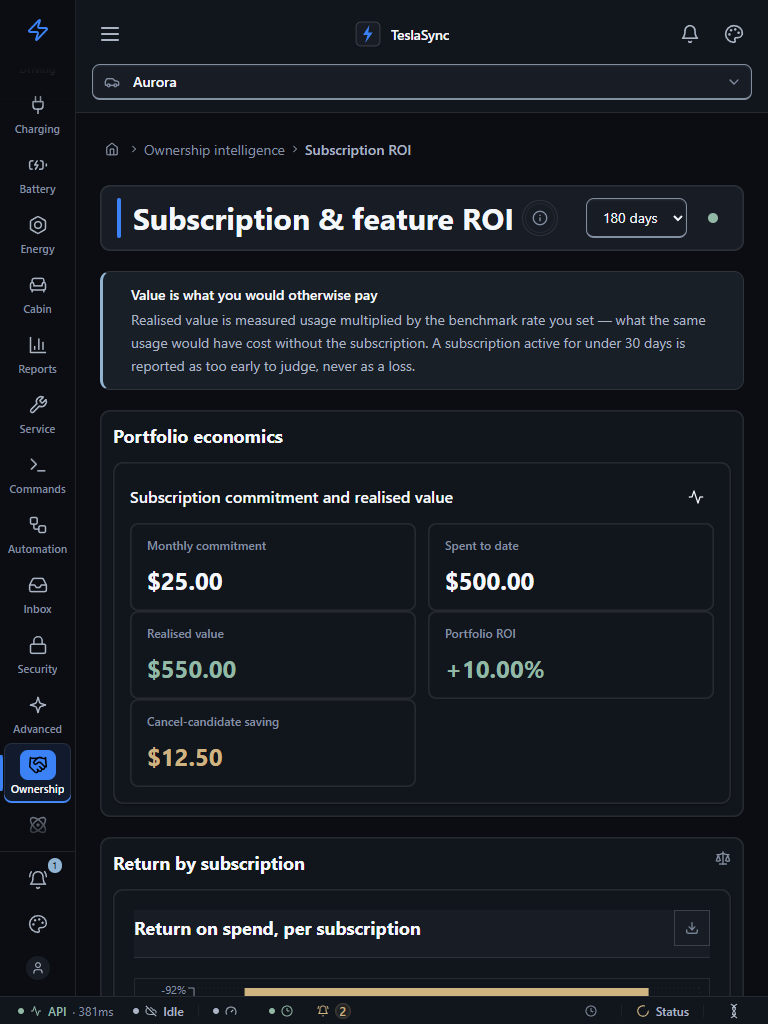 TeslaSync
Aurora
Driving
Charging
Battery
Energy
Cabin
Reports
Service
Commands
Automation
Inbox
Security
Advanced
Ownership
1
Ownership intelligence > Subscription ROI
Subscription & feature ROI
180 days
Value is what you would otherwise pay
Realised value is measured usage multiplied by the benchmark rate you set — what the same
usage would have cost without the subscription. A subscription active for under 30 days is
reported as too early to judge, never as a loss.
Portfolio economics
Subscription commitment and realised value
Monthly commitment
$25.00
Spent to date
$500.00
Realised value
$550.00
Portfolio ROI
+10.00%
Cancel-candidate saving
$12.50
Return by subscription
Return on spend, per subscription
-92%
API · 381ms
Idle
2
Status